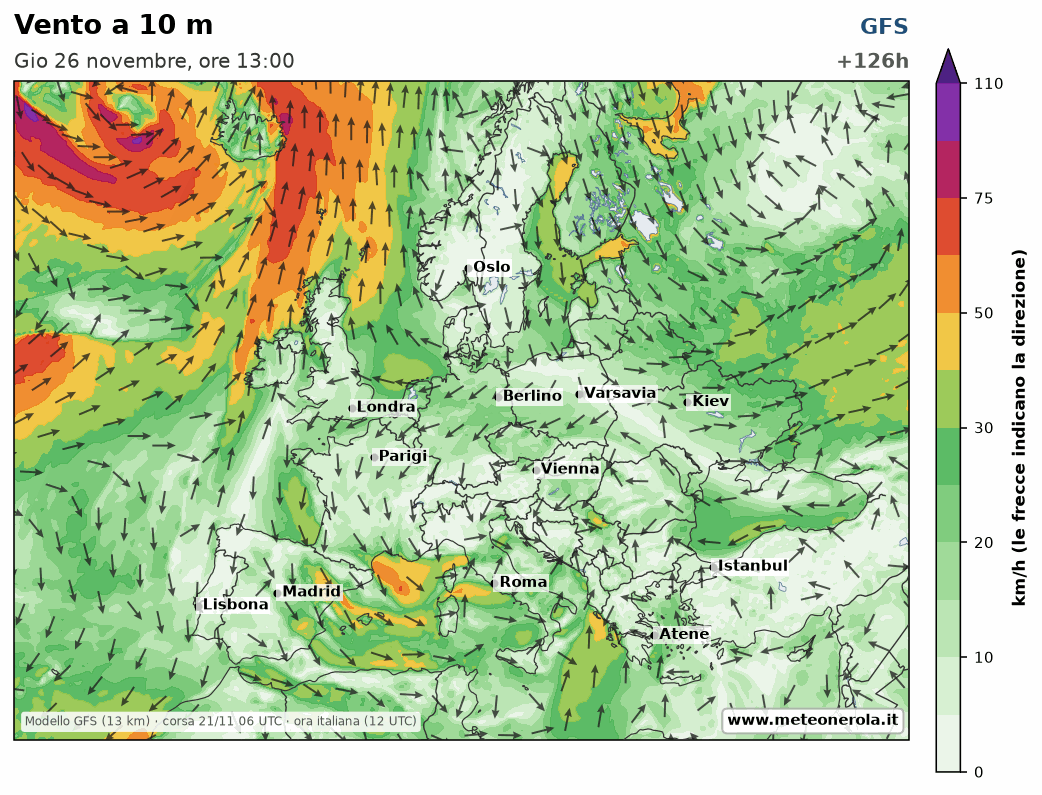 Vento a 10 m
GFS
Gio 26 novembre, ore 13:00
+126h
110
75
50
30
20
10
0
km/h (le frecce indicano la direzione)
Oslo
Berlino
Varsavia
Kiev
Londra
Parigi
Vienna
Istanbul
Roma
Madrid
Lisbona
Atene
Modello GFS (13 km) · corsa 21/11 06 UTC · ora italiana (12 UTC)
www.meteonerola.it